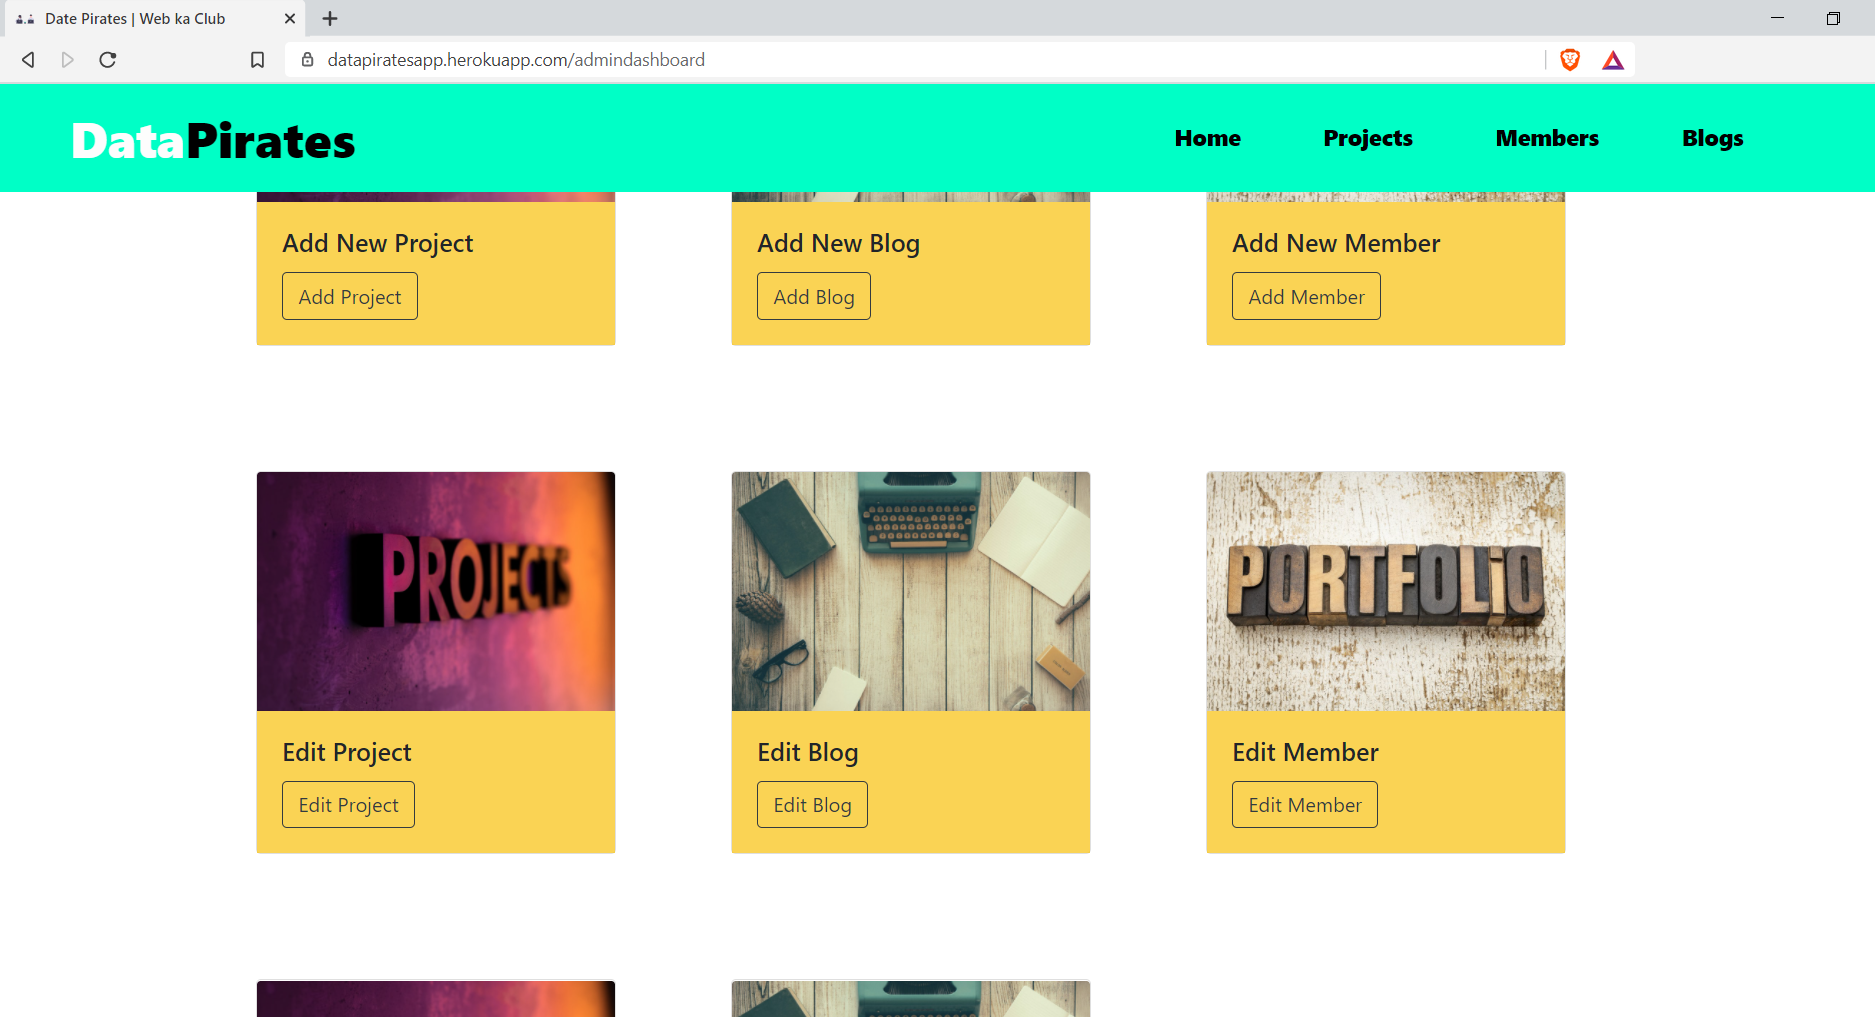 Date Pirates | Web ka Club
datapiratesapp.herokuapp.com/admindashboard
DataPirates
Home Projects Members Blogs
Add New Project Add New Blog Add New Member
Add Project Add Blog Add Member
PROJECTS PORTFOLiO
Edit Project Edit Blog Edit Member
Edit Project Edit Blog Edit Member